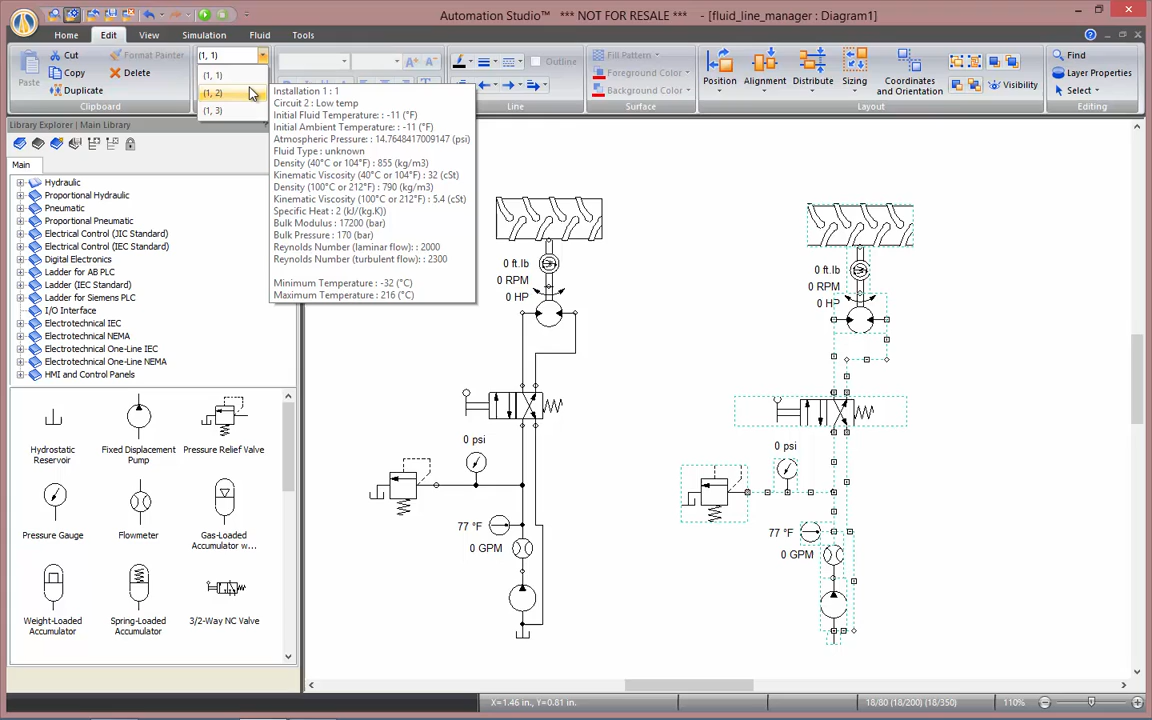 Automation Studio™ *** NOT FOR RESALE - [fluid_line_manager : Diagram1]
Home Edit View Simulation Fluid Tools
Paste
Cut
Copy
Duplicate
Format Painter
Delete
Clipboard
(1, 1)
(1, 1)
(1, 2)
(1, 3)
Outline
Line
Fill Pattern
Foreground Color
Background Color
Surface
Position
Alignment
Distribute
Sizing
Coordinates
and Rotation
Layout
Find
Layer Properties
Select
Editing
Installation 1 : 1
Circuit 2 : Low temp
Initial Fluid Temperature: : -11 (°F)
Initial Ambient Temperature: : -11 (°F)
Atmospheric Pressure: : 14.7648417009147 (psi)
Fluid Type : unknown
Density (40°C or 104°F) : 855 (kg/m3)
Kinematic Viscosity (40°C or 104°F) : 32 (cSt)
Density (100°C or 212°F) : 790 (kg/m3)
Kinematic Viscosity (100°C or 212°F) : 5.4 (cSt)
Specific Heat : 2 (kJ/(kg.K))
Bulk Modulus : 17200 (bar)
Bulk Pressure : 170 (bar)
Reynolds Number (laminar flow): : 2000
Reynolds Number (turbulent flow) : 2300
Minimum Temperature : -32 (°C)
Maximum Temperature : 216 (°C)
Library Explorer | Main Library
Main
Hydraulic
Proportional Hydraulic
Pneumatic
Proportional Pneumatic
Electrical Control (JIC Standard)
Electrical Control (IEC Standard)
Digital Electronics
Ladder for AB PLC
Ladder (IEC Standard)
Ladder for Siemens PLC
I/O Interface
Electrotechnical IEC
Electrotechnical NEMA
Electrotechnical One-Line IEC
Electrotechnical One-Line NEMA
HMI and Control Panels
Hydrostatic
Reservoir
Fixed Displacement
Pump
Pressure Relief Valve
Pressure Gauge
Flowmeter
Gas-Loaded
Accumulator w...
Weight-Loaded
Accumulator
Spring-Loaded
Accumulator
3/2-Way NC Valve
0 ft.lb
0 RPM
0 HP
0 psi
77 °F
0 GPM
0 ft.lb
0 RPM
0 HP
0 psi
77 °F
0 GPM
X=1.46 in., Y=0.81 in.
18/80 (18/200) (18/350)
110%